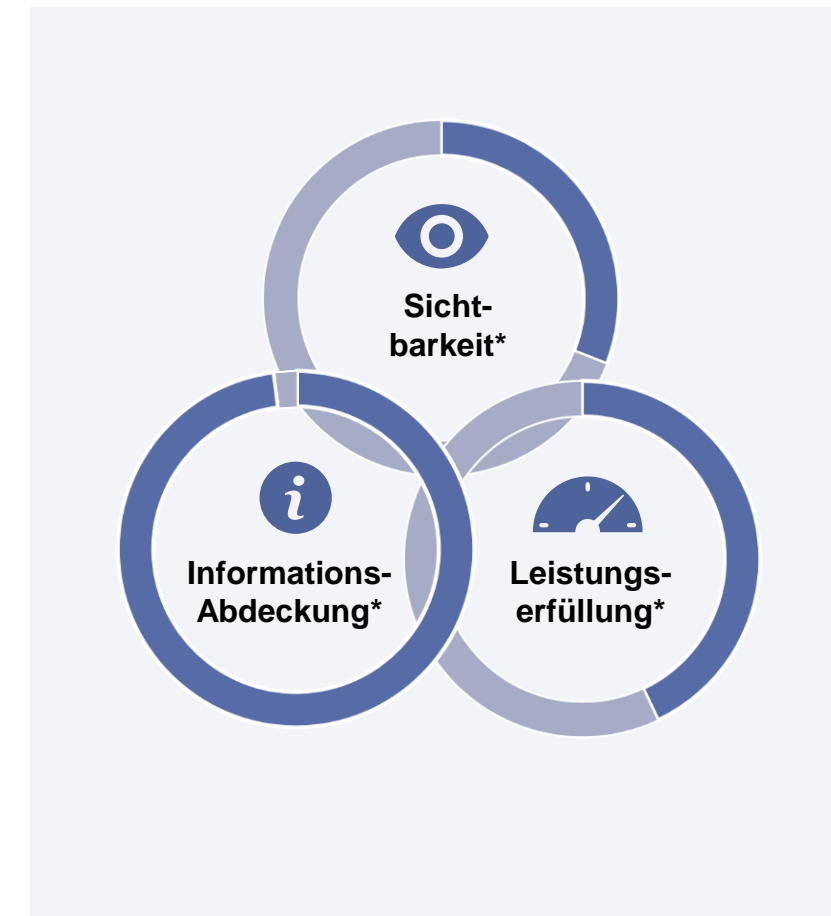 Sicht-
barkeit*
Informations-
Abdeckung*
Leistungs-
erfüllung*